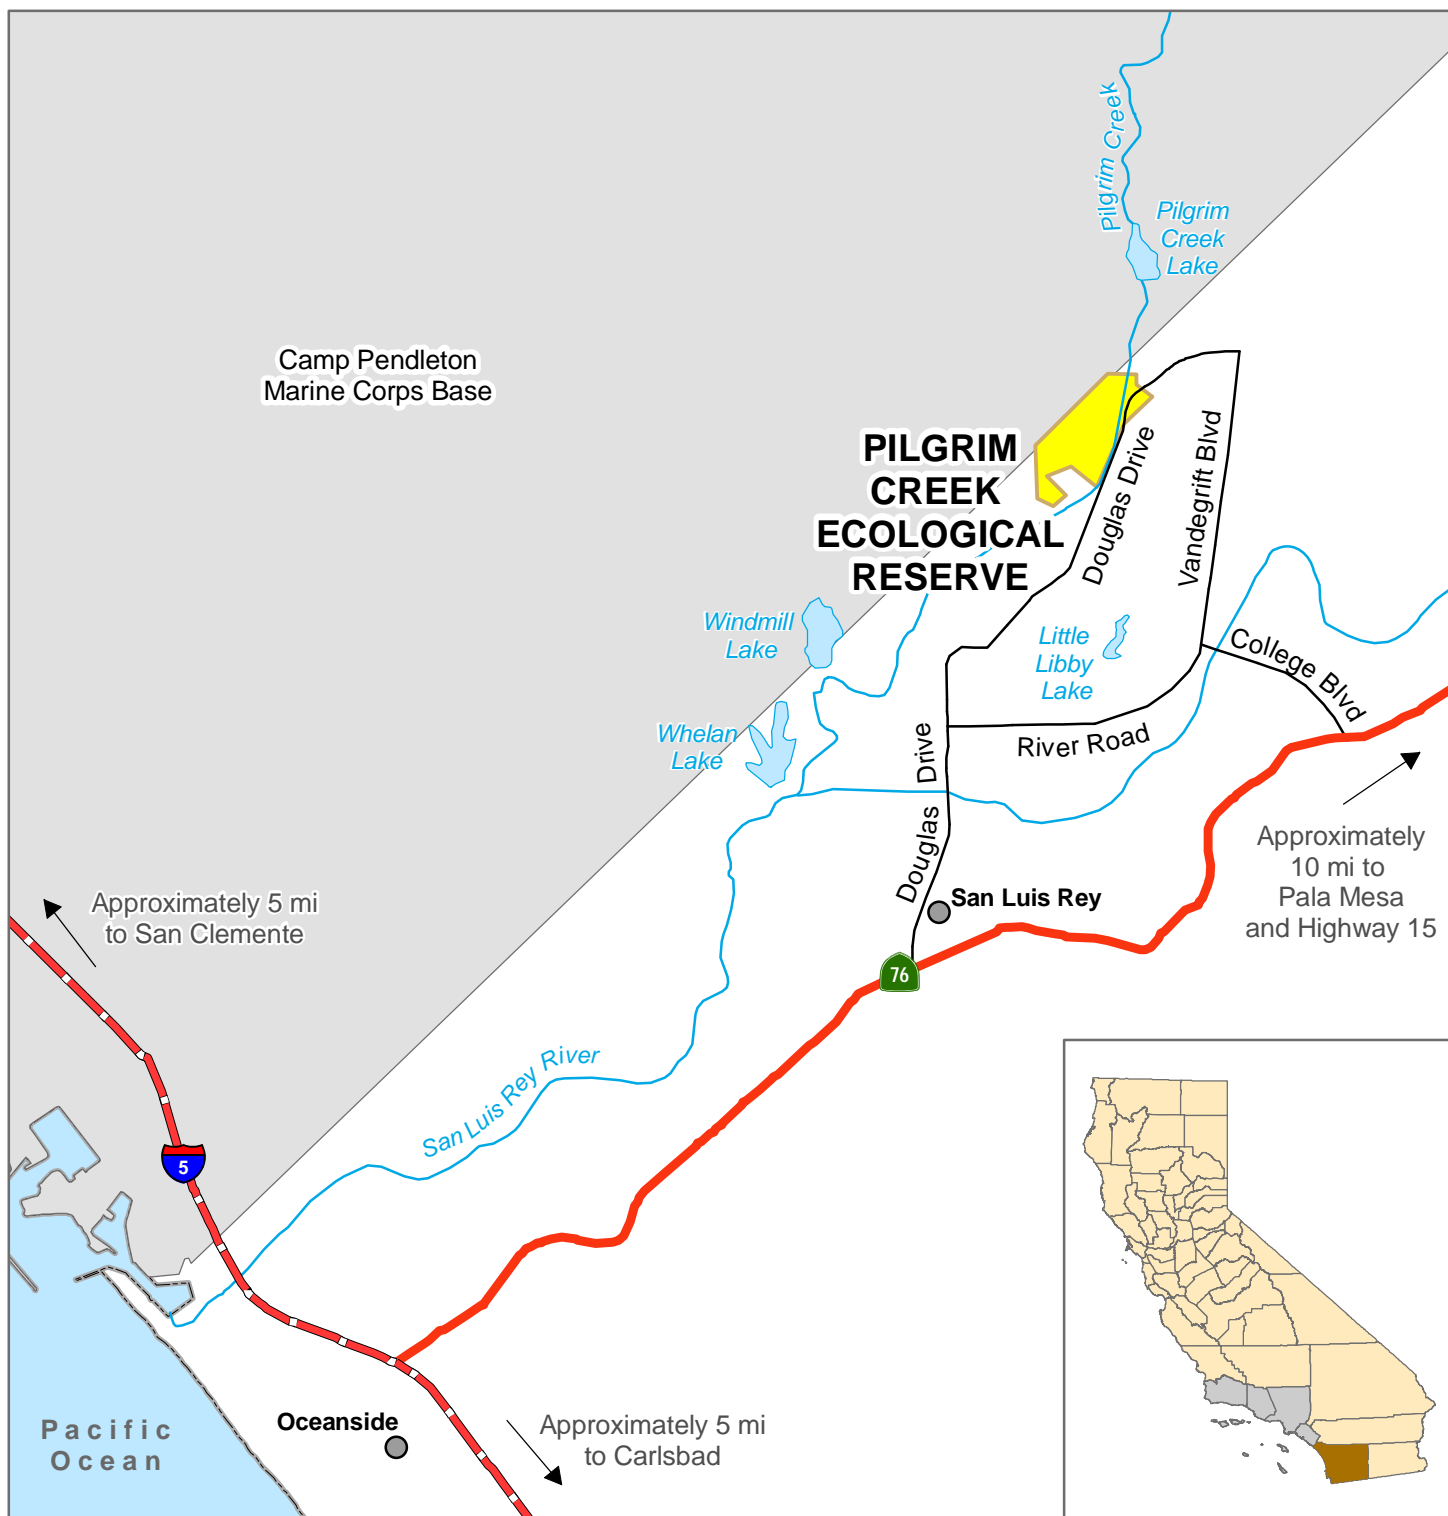 Pilgrim Creek
Pilgrim
Creek
Lake
Camp Pendleton
Marine Corps Base
PILGRIM
CREEK
ECOLOGICAL
RESERVE
Douglas Drive
Vandegrift Blvd
Windmill
Lake
Little
Libby
Lake
College Blvd
Whelan
Lake
River Road
Douglas Drive
Approximately
10 mi to
Pala Mesa
and Highway 15
San Luis Rey
Approximately 5 mi
to San Clemente
76
San Luis Rey River
5
Oceanside
Approximately 5 mi
to Carlsbad
Pacific
Ocean